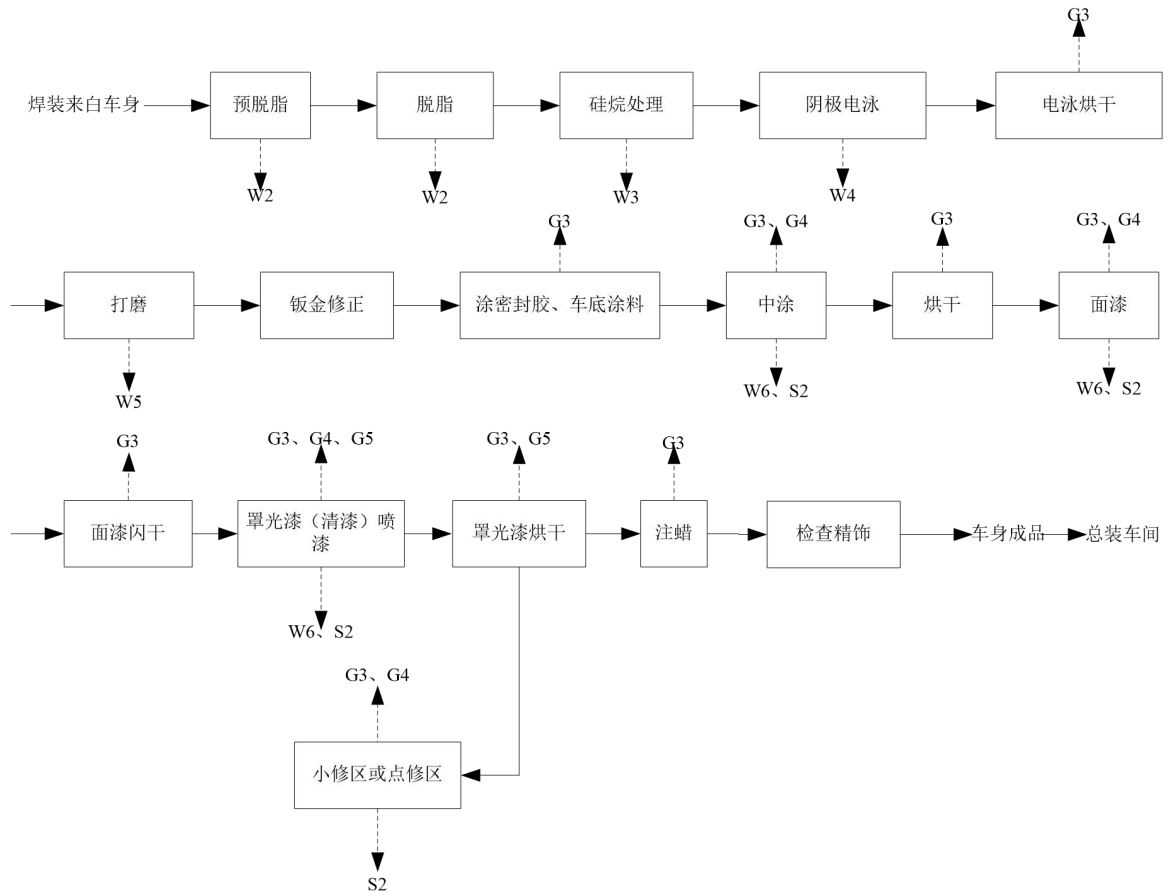 G3
焊装来白车身
预脱脂
脱脂
硅烷处理
阴极电泳
电泳烘干
W2
W2
W3
W4
G3
G3、G4
G3
G3、G4
打磨
钣金修正
涂密封胶、车底涂料
中涂
烘干
面漆
W5
W6、S2
W6、S2
G3
G3、G4、G5
G3、G5
G3
面漆闪干
罩光漆（清漆）喷
漆
罩光漆烘干
注蜡
检查精饰
车身成品
总装车间
W6、S2
G3、G4
小修区或点修区
S2